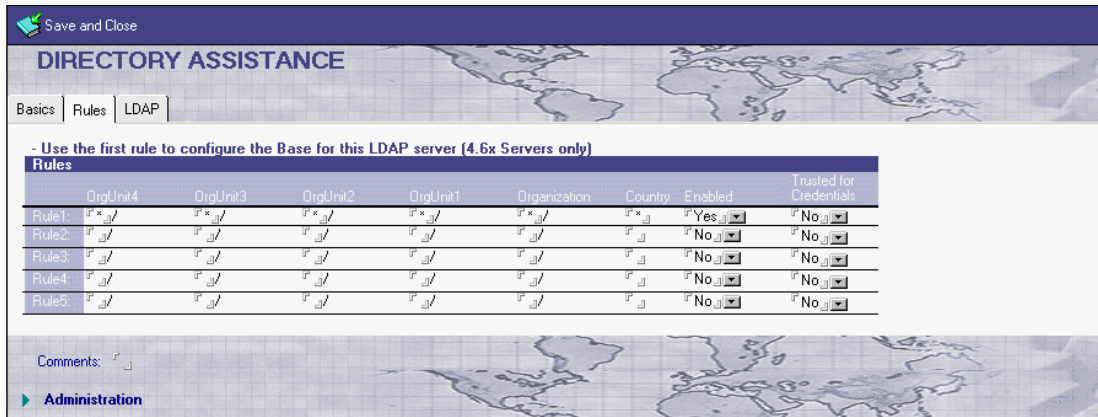 Save and Close
DIRECTORY ASSISTANCE
Basics Rules LDAP
- Use the first rule to configure the Base for this LDAP server (4.6x Servers only)
Rules
OrgUnit4 OrgUnit3 OrgUnit2 OrgUnit1 Organization Country Enabled Trusted for Credentials
Rule1: * / * / * / * / * / * Yes No
Rule2: / / / / / No No
Rule3: / / / / / No No
Rule4: / / / / / No No
Rule5: / / / / / No No
Comments:
Administration